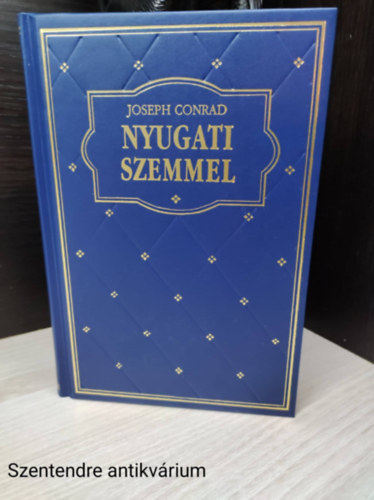 JOSEPH CONRAD
NYUGATI
SZEMMEL
Szentendre antikvárium